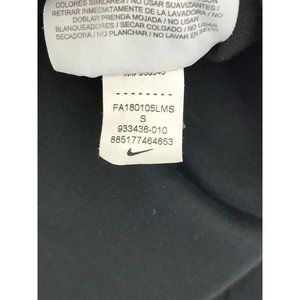 COLORES SIMILARES / NO USAR SUAVIZANTES /
RETIRAR INMEDIATAMENTE DE LA LAVADORA / NO
DOBLAR PRENDA MOJADA / NO USAR
BLANQUEADORES / SECAR COLGADO / NO USAR
SECADORA / NO PLANCHAR / NO LAVAR EN SECO
FA180105LMS
S
933436-010
885177464653